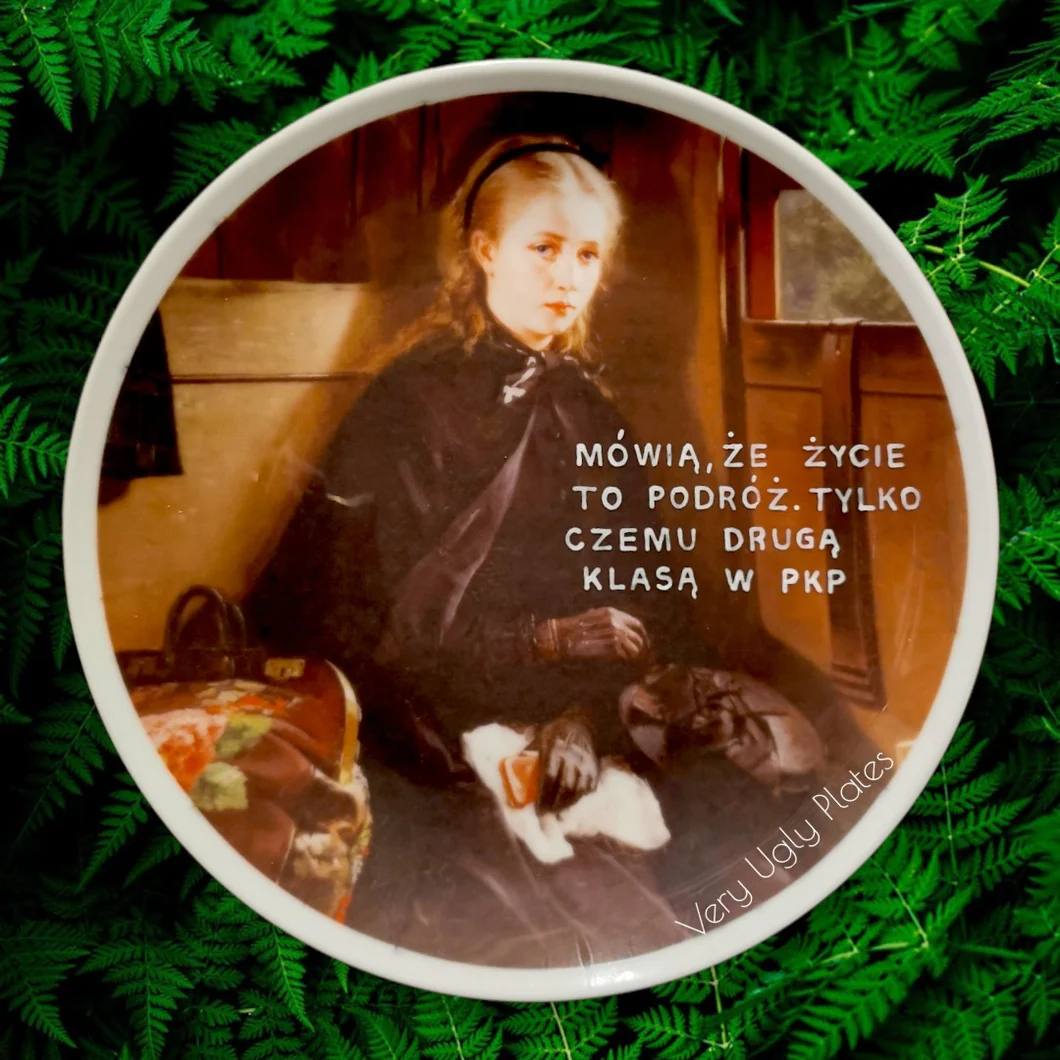 MÓWIĄ, ŻE ŻYCIE
TO PODRÓŻ. TYLKO
CZEMU DRUGĄ
KLASĄ W PKP
Very Ugly Plates